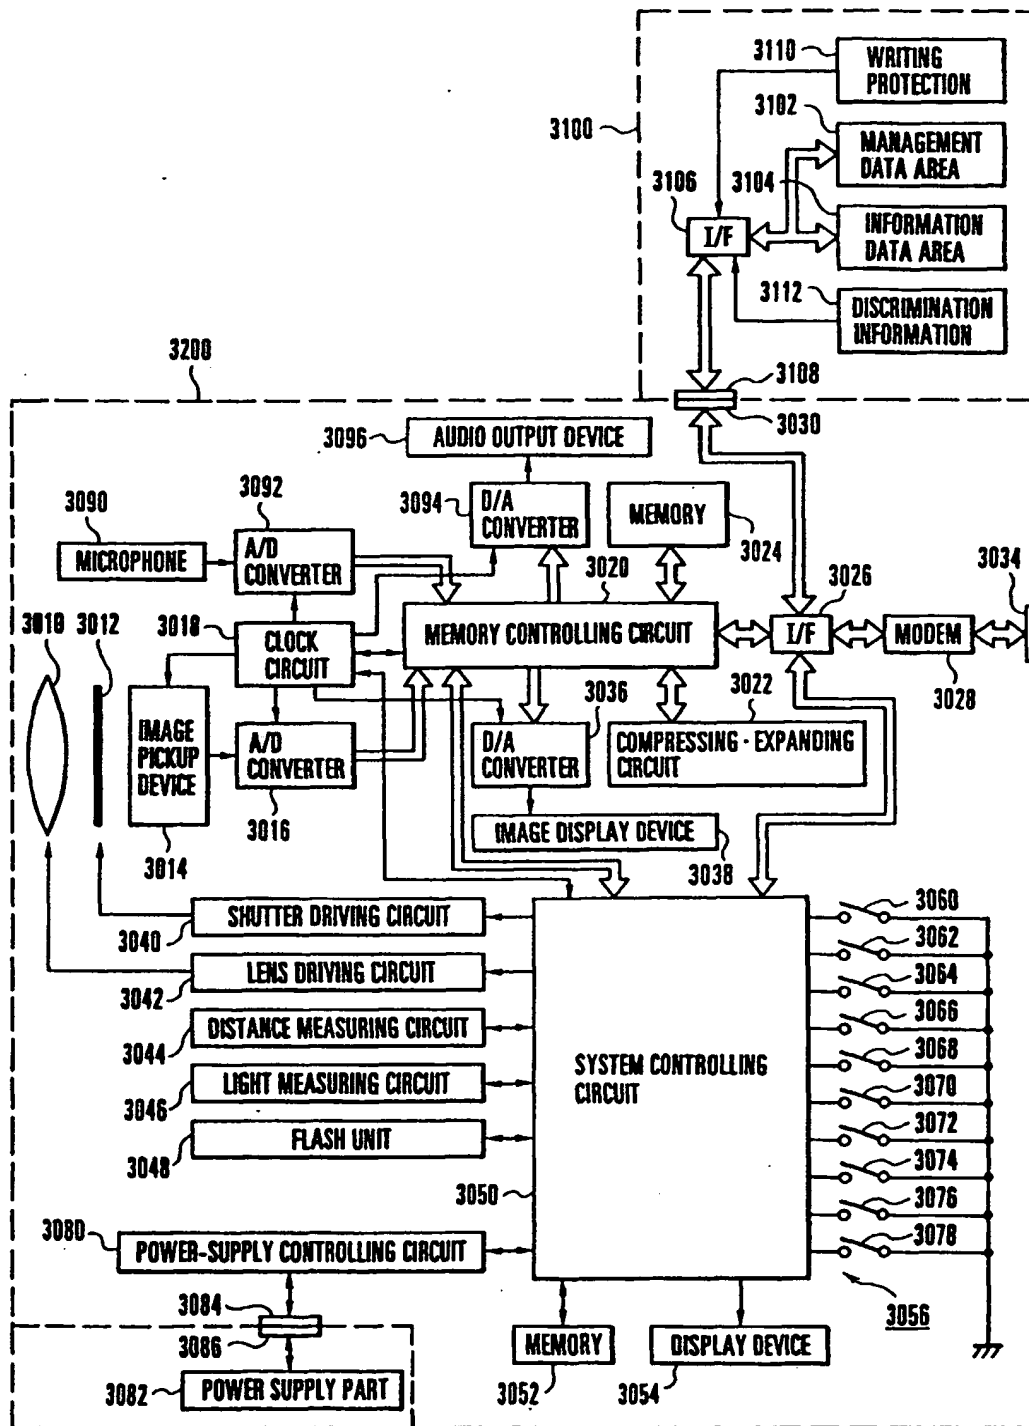 3110
WRITING
PROTECTION
3102
3100
MANAGEMENT
DATA AREA
3106
3104
I/F
INFORMATION
DATA AREA
3112
DISCRIMINATION
INFORMATION
3200
3108
3030
3096
AUDIO OUTPUT DEVICE
3092
3090
3094
D/A
CONVERTER
MEMORY
3024
MICROPHONE
A/D
CONVERTER
3020
3026
3034
3010
3012
3018
CLOCK
CIRCUIT
MEMORY CONTROLLING CIRCUIT
I/F
MODEM
3028
3036
3022
IMAGE
PICKUP
DEVICE
A/D
CONVERTER
D/A
CONVERTER
COMPRESSING · EXPANDING
CIRCUIT
3016
3014
IMAGE DISPLAY DEVICE
3038
SHUTTER DRIVING CIRCUIT
3040
3060
3062
LENS DRIVING CIRCUIT
3042
3064
DISTANCE MEASURING CIRCUIT
3044
3066
3068
SYSTEM CONTROLLING
CIRCUIT
LIGHT MEASURING CIRCUIT
3046
3070
3072
FLASH UNIT
3048
3074
3050
3076
3080
3078
POWER-SUPPLY CONTROLLING CIRCUIT
3084
3086
3056
MEMORY
3052
DISPLAY DEVICE
3054
3082
POWER SUPPLY PART